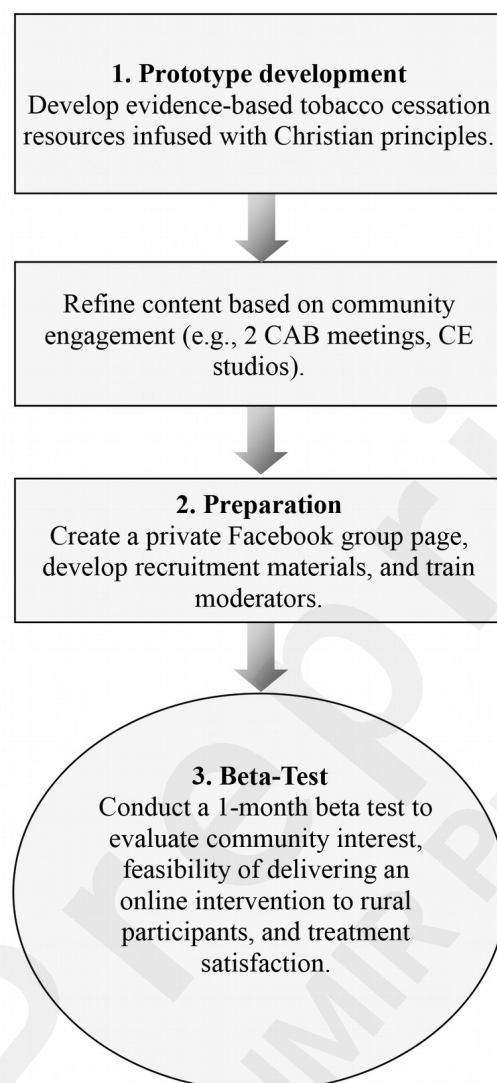 1. Prototype development
Develop evidence-based tobacco cessation
resources infused with Christian principles.
Refine content based on community
engagement (e.g., 2 CAB meetings, CE
studios).
2. Preparation
Create a private Facebook group page,
develop recruitment materials, and train
moderators.
3. Beta-Test
Conduct a 1-month beta test to
evaluate community interest,
feasibility of delivering an
online intervention to rural
participants, and treatment
satisfaction.